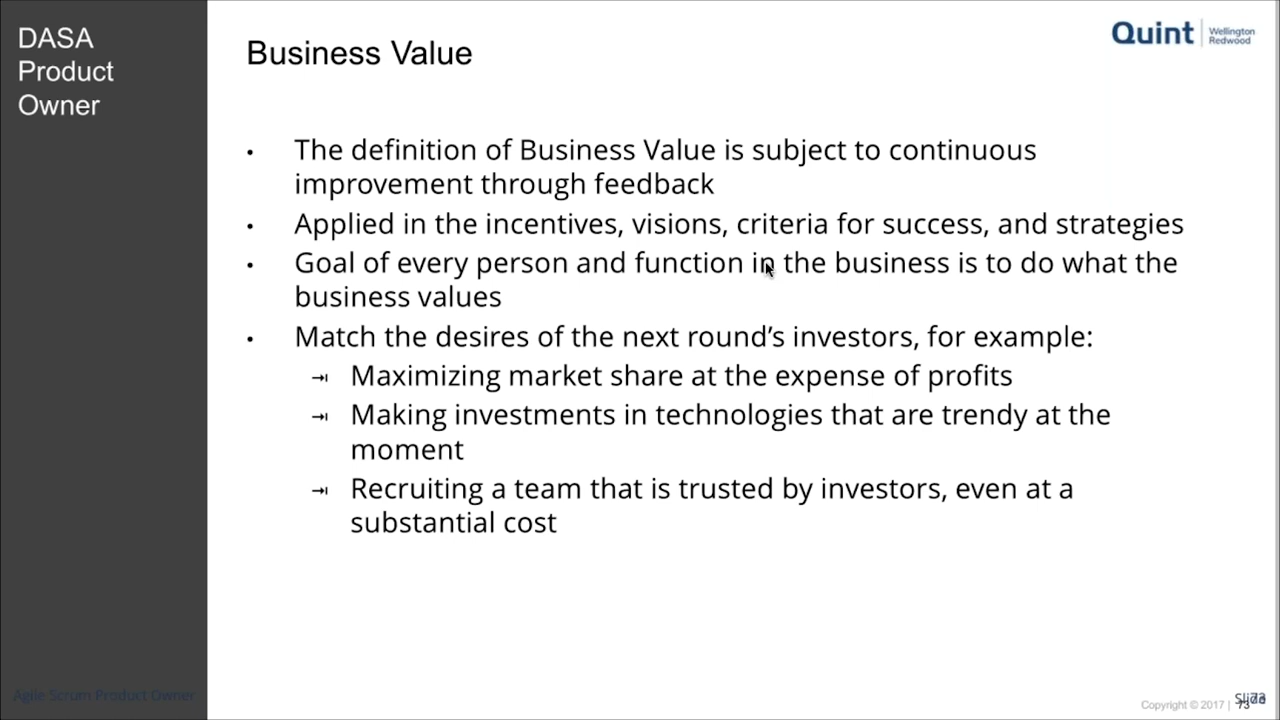 DASA
Product
Owner
Business Value
Quint Wellington
Redwood
• The definition of Business Value is subject to continuous
improvement through feedback
• Applied in the incentives, visions, criteria for success, and strategies
• Goal of every person and function in the business is to do what the
business values
• Match the desires of the next round’s investors, for example:
⇥ Maximizing market share at the expense of profits
⇥ Making investments in technologies that are trendy at the
moment
⇥ Recruiting a team that is trusted by investors, even at a
substantial cost
Agile Scrum Product Owner
Copyright © 2017 | 73